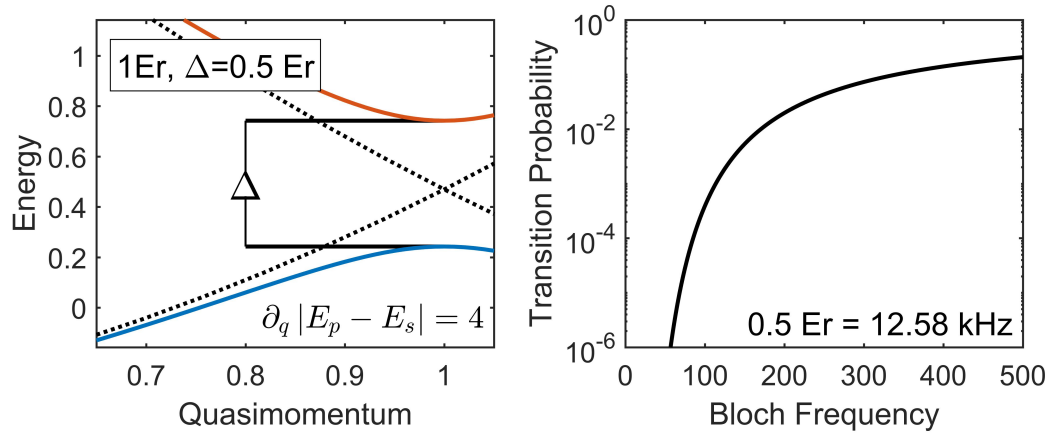 1Er, Δ=0.5 Er
Δ
∂q |Ep − Es| = 4
Energy
1
0.8
0.6
0.4
0.2
0
0.7
0.8
0.9
1
Quasimomentum
Transition Probability
10^0
10^-2
10^-4
10^-6
0.5 Er = 12.58 kHz
0
100
200
300
400
500
Bloch Frequency